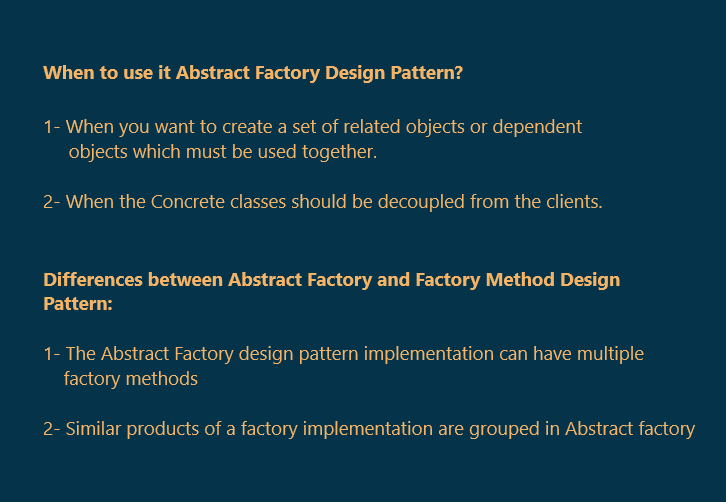 When to use it Abstract Factory Design Pattern?
1- When you want to create a set of related objects or dependent
objects which must be used together.
2- When the Concrete classes should be decoupled from the clients.
Differences between Abstract Factory and Factory Method Design
Pattern:
1- The Abstract Factory design pattern implementation can have multiple
factory methods
2- Similar products of a factory implementation are grouped in Abstract factory